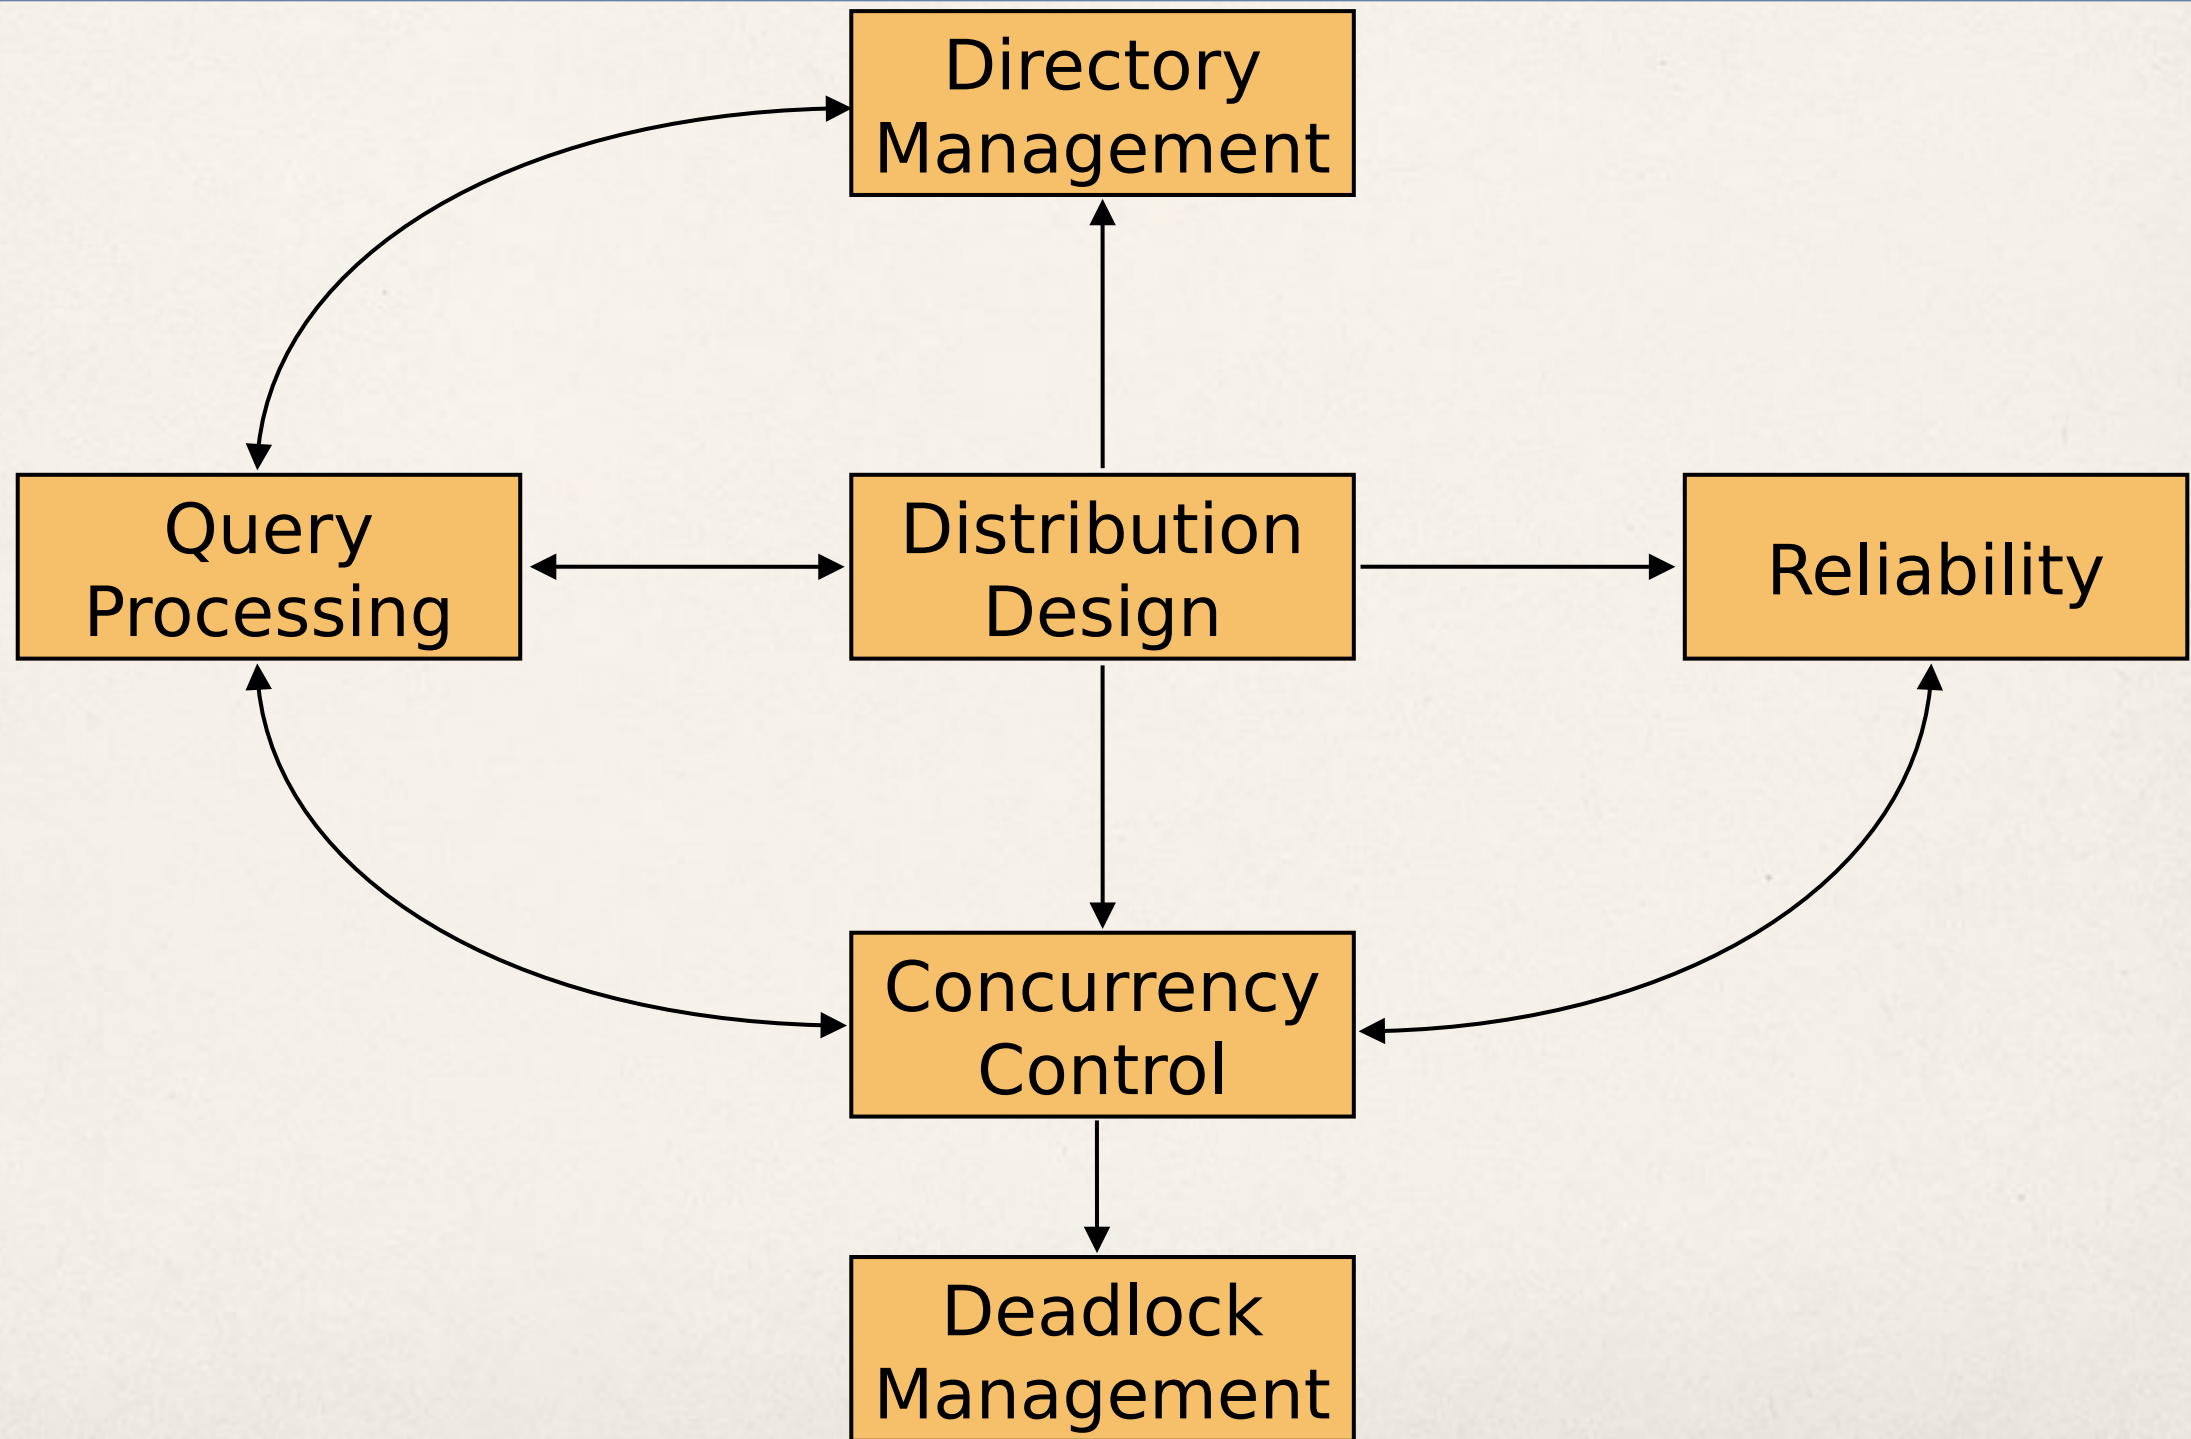 Directory
Management
Query
Processing
Distribution
Design
Reliability
Concurrency
Control
Deadlock
Management